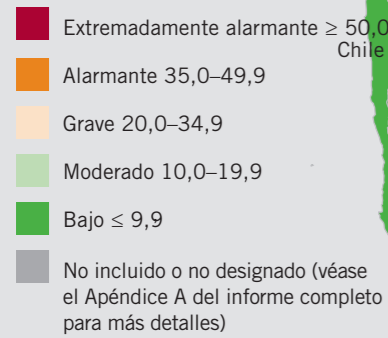 Extremadamente alarmante ≥ 50,0
Chile
Alarmante 35,0–49,9
Grave 20,0–34,9
Moderado 10,0–19,9
Bajo ≤ 9,9
No incluido o no designado (véase
el Apéndice A del informe completo
para más detalles)